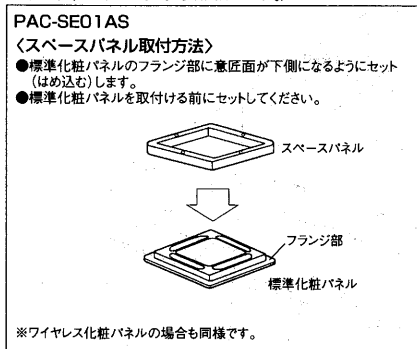 PAC-SE01AS
〈スペースパネル取付方法〉
●標準化粧パネルのフランジ部に意匠面が下側になるようにセット
(はめ込む)します。
●標準化粧パネルを取付ける前にセットしてください。
スペースパネル
フランジ部
標準化粧パネル
※ワイヤレス化粧パネルの場合も同様です。